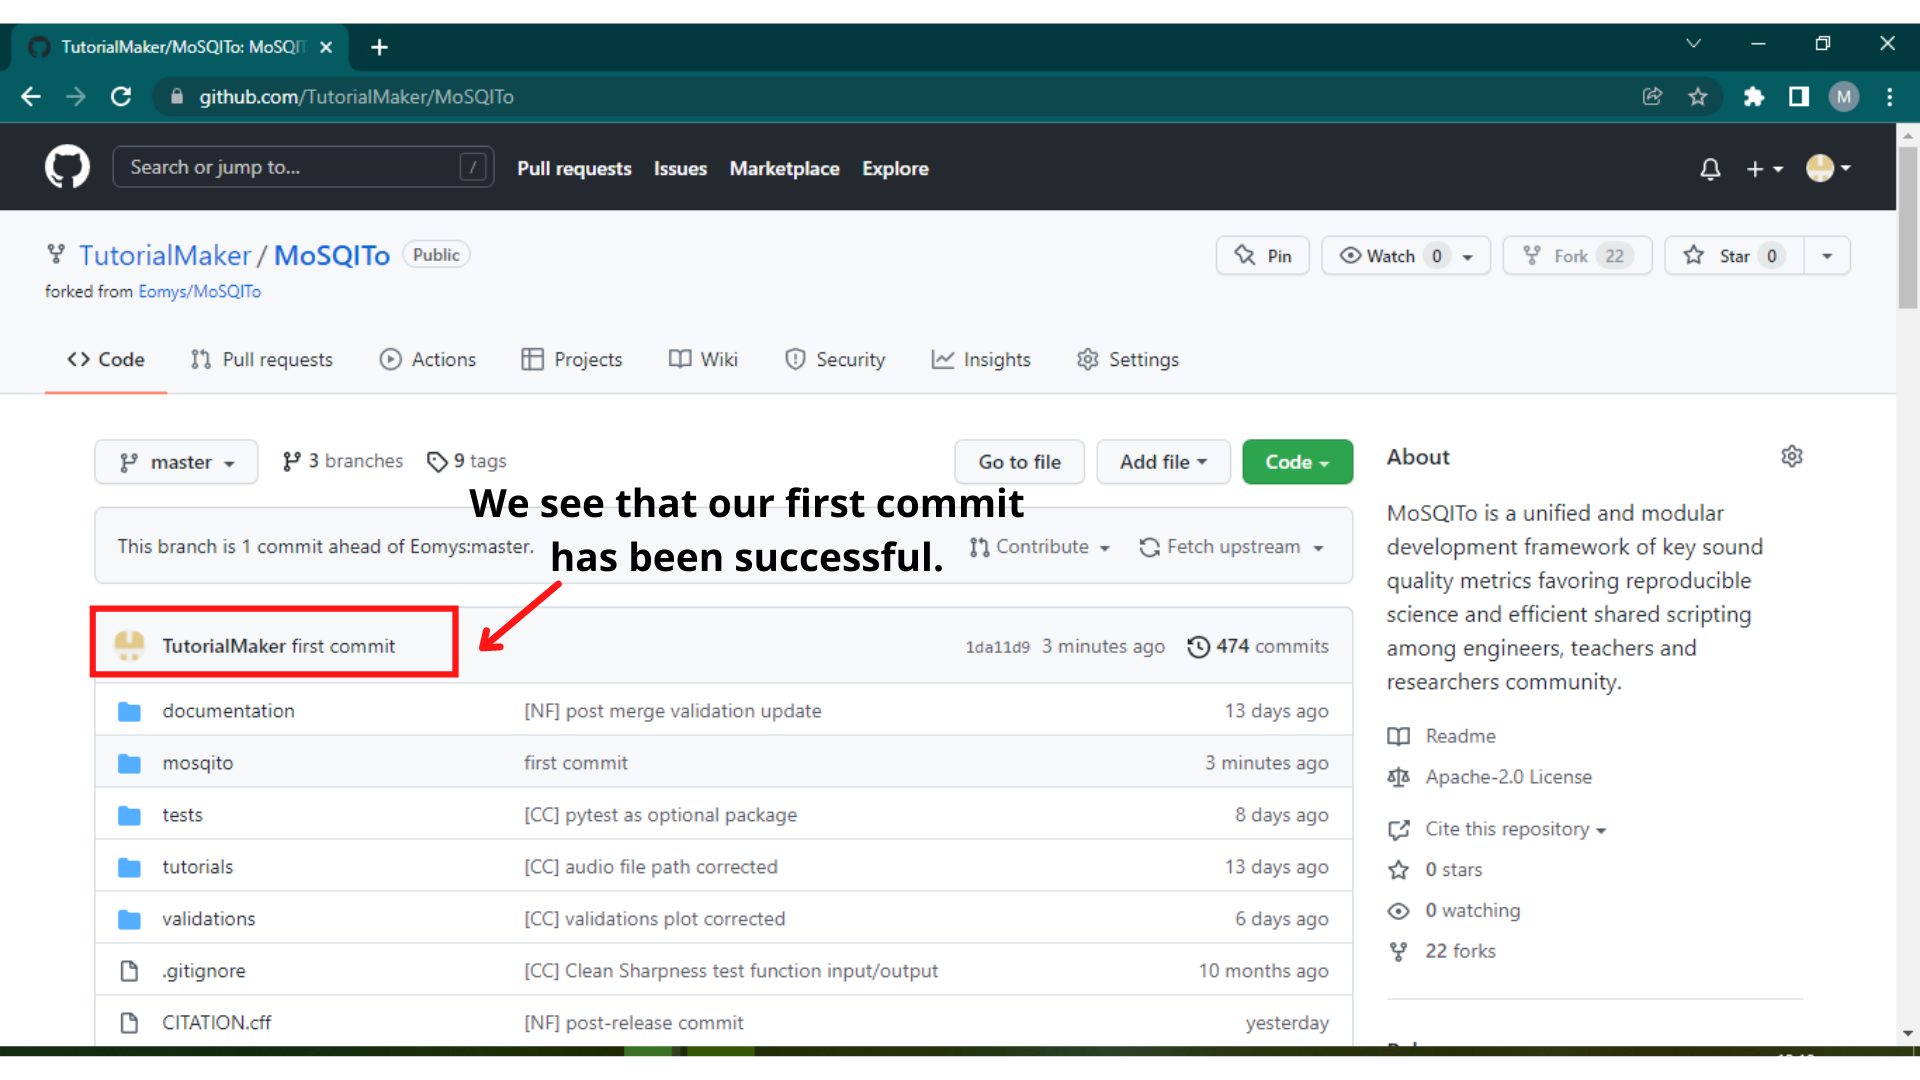 TutorialMaker/MoSQITo: MoSQIT
github.com/TutorialMaker/MoSQITo
M
Search or jump to...
/
Pull requests
Issues
Marketplace
Explore
TutorialMaker / MoSQITo
Public
Pin
Watch 0
Fork 22
Star 0
forked from Eomys/MoSQITo
Code
Pull requests
Actions
Projects
Wiki
Security
Insights
Settings
master
3 branches
9 tags
Go to file
Add file
Code
We see that our first commit
has been successful.
This branch is 1 commit ahead of Eomys:master.
Contribute
Fetch upstream
TutorialMaker first commit
1da11d9 3 minutes ago
474 commits
documentation
[NF] post merge validation update
13 days ago
mosqito
first commit
3 minutes ago
tests
[CC] pytest as optional package
8 days ago
tutorials
[CC] audio file path corrected
13 days ago
validations
[CC] validations plot corrected
6 days ago
.gitignore
[CC] Clean Sharpness test function input/output
10 months ago
CITATION.cff
[NF] post-release commit
yesterday
About
MoSQITo is a unified and modular
development framework of key sound
quality metrics favoring reproducible
science and efficient shared scripting
among engineers, teachers and
researchers community.
Readme
Apache-2.0 License
Cite this repository
0 stars
0 watching
22 forks